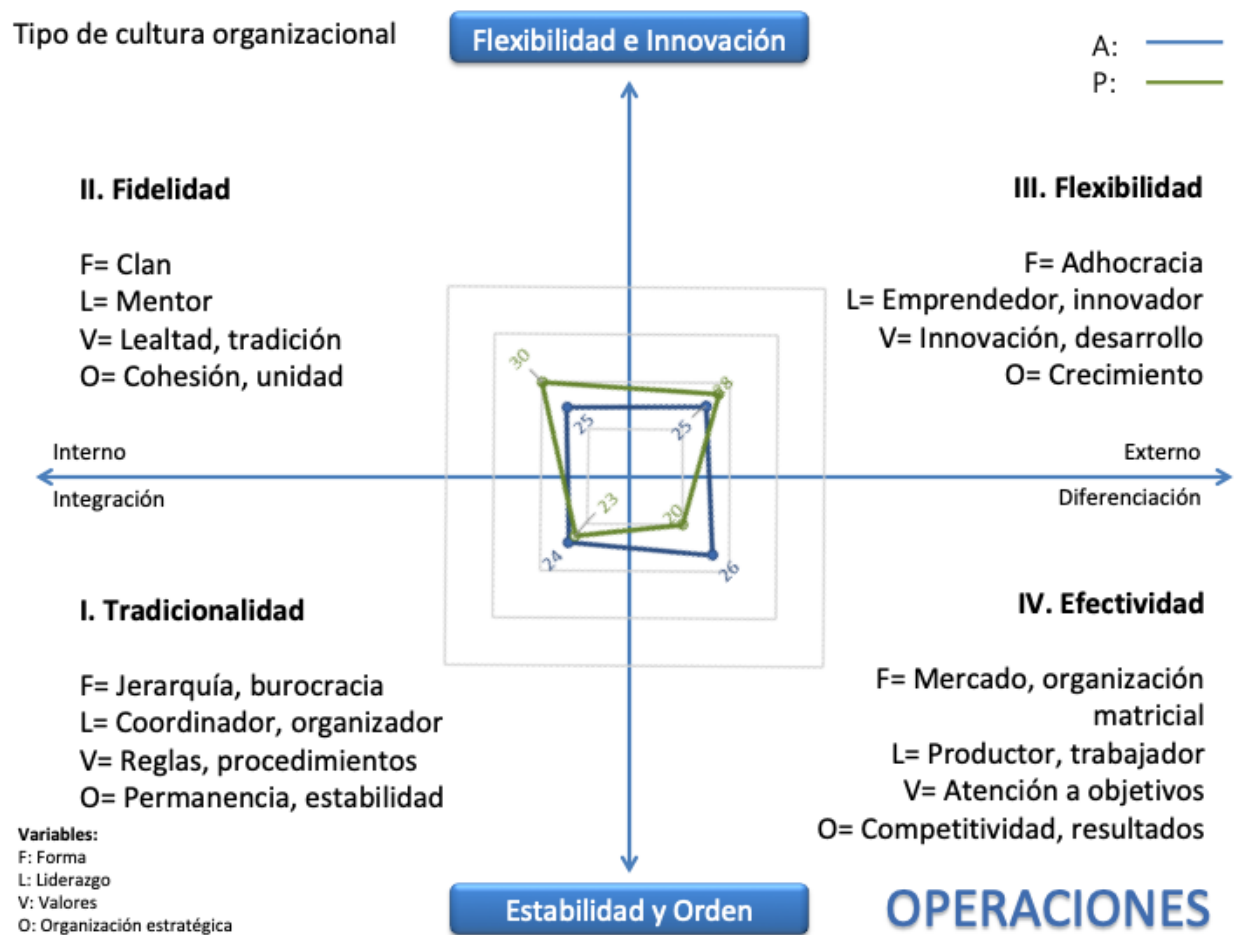 Tipo de cultura organizacional
Flexibilidad e Innovación
A:
P:
II. Fidelidad
F= Clan
L= Mentor
V= Lealtad, tradición
O= Cohesión, unidad
III. Flexibilidad
F= Adhocracia
L= Emprendedor, innovador
V= Innovación, desarrollo
O= Crecimiento
30
28
25
25
Interno
Integración
Externo
Diferenciación
23
20
24
26
I. Tradicionalidad
F= Jerarquía, burocracia
L= Coordinador, organizador
V= Reglas, procedimientos
O= Permanencia, estabilidad
IV. Efectividad
F= Mercado, organización
matricial
L= Productor, trabajador
V= Atención a objetivos
O= Competitividad, resultados
Variables:
F: Forma
L: Liderazgo
V: Valores
O: Organización estratégica
Estabilidad y Orden
OPERACIONES